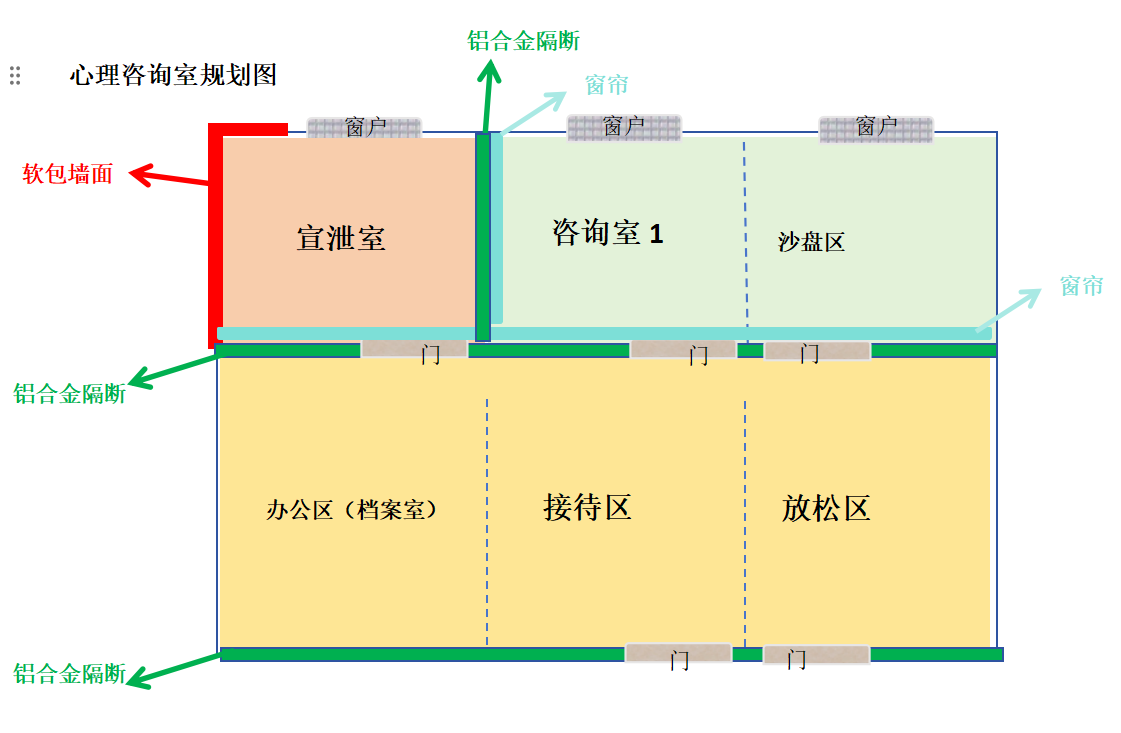 铝合金隔断
心理咨询室规划图
窗帘
窗户
窗户
窗户
软包墙面
宣泄室
咨询室 1
沙盘区
窗帘
门
门
门
铝合金隔断
办公区（档案室）
接待区
放松区
门
门
铝合金隔断